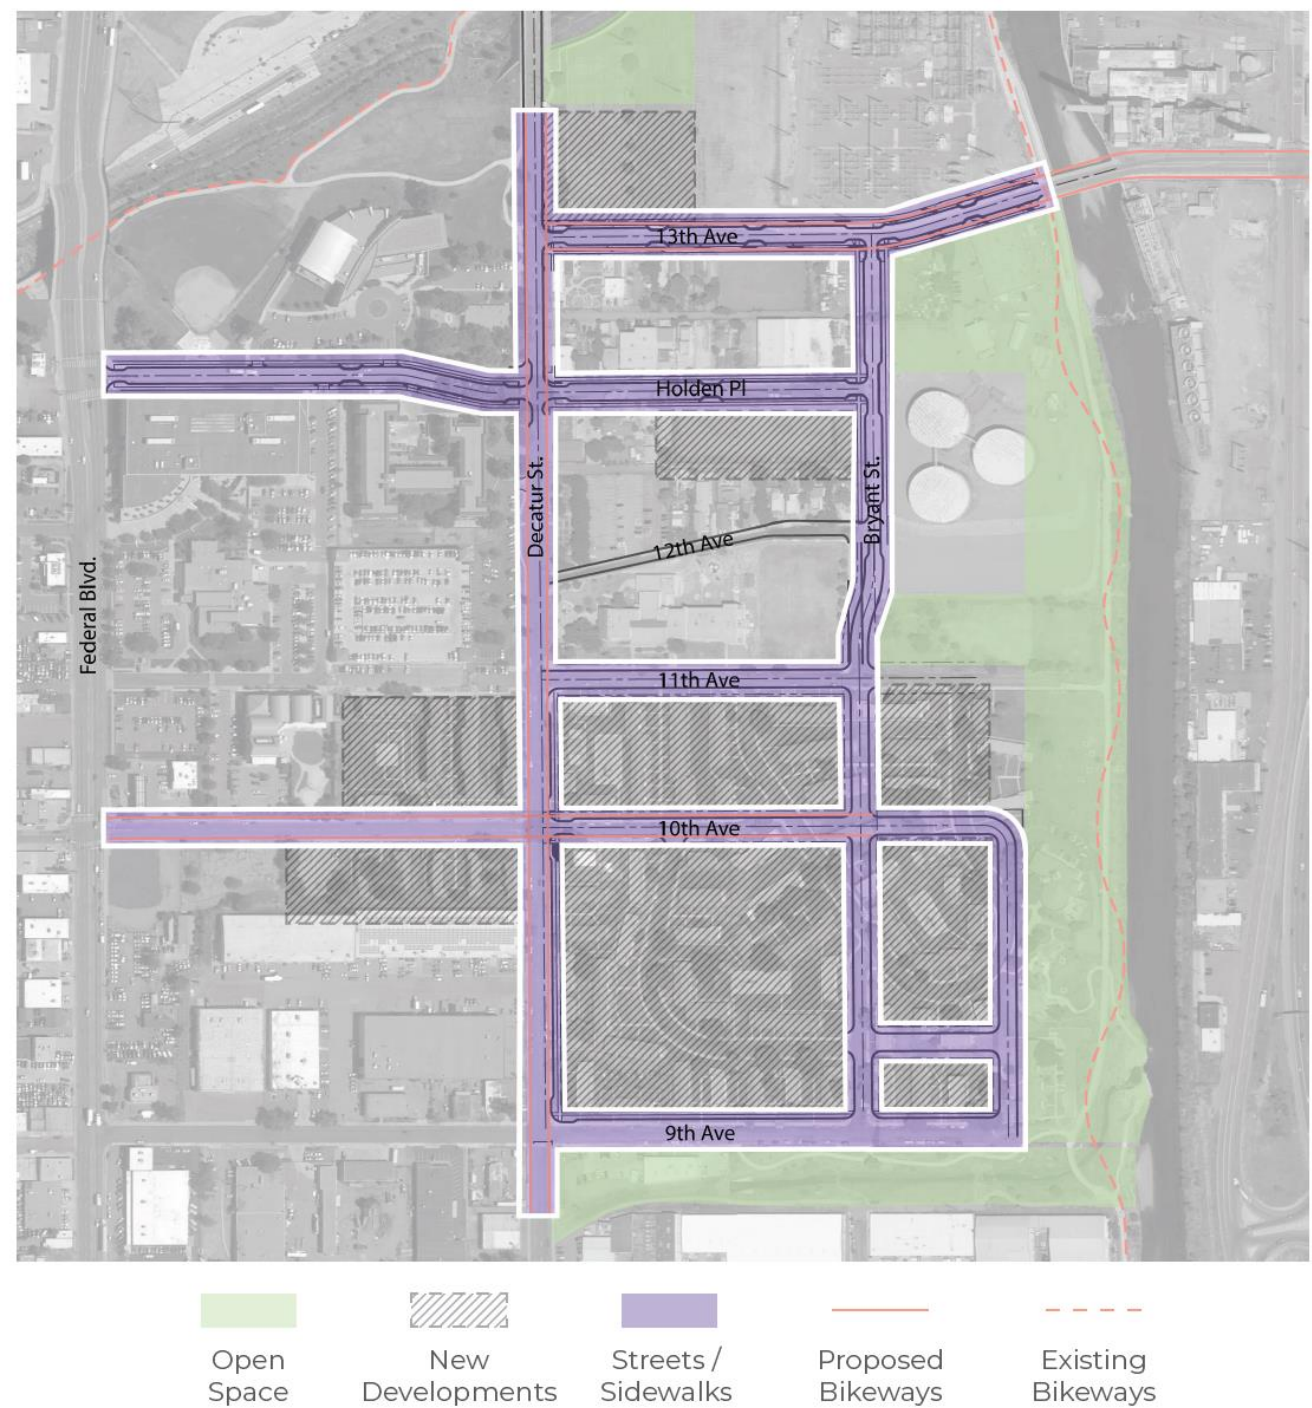 13th Ave
Holden Pl
Decatur St.
Bryant St.
12th Ave
Federal Blvd.
11th Ave
10th Ave
9th Ave
Open
Space
New
Developments
Streets /
Sidewalks
Proposed
Bikeways
Existing
Bikeways